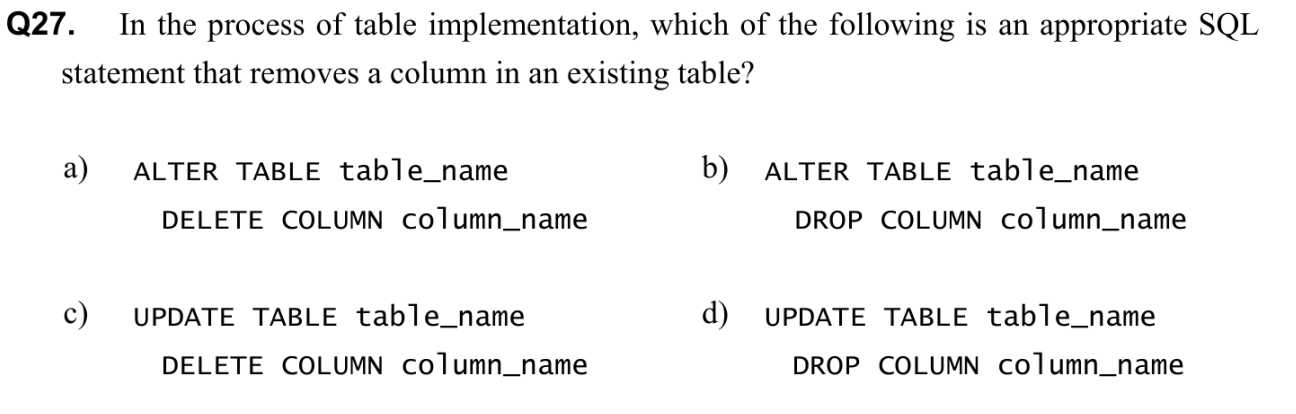 Q27. In the process of table implementation, which of the following is an appropriate SQL
statement that removes a column in an existing table?
a) ALTER TABLE table_name
DELETE COLUMN column_name
b) ALTER TABLE table_name
DROP COLUMN column_name
c) UPDATE TABLE table_name
DELETE COLUMN column_name
d) UPDATE TABLE table_name
DROP COLUMN column_name